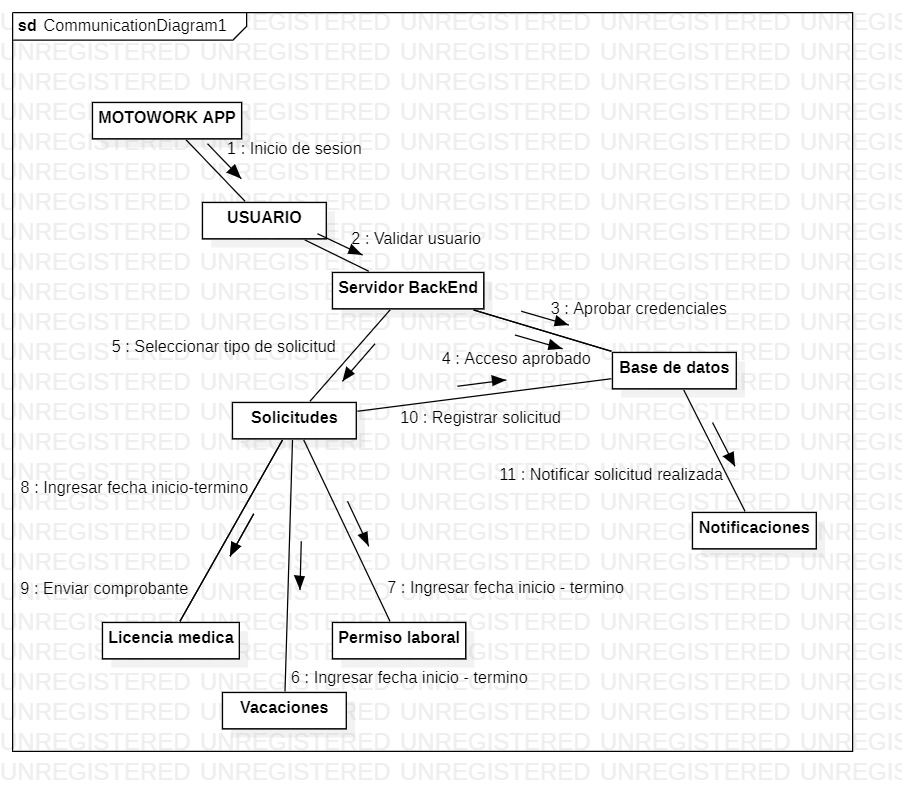 sd CommunicationDiagram1
MOTOWORK APP
1 : Inicio de sesion
USUARIO
2 : Validar usuario
Servidor BackEnd
3 : Aprobar credenciales
5 : Seleccionar tipo de solicitud
4 : Acceso aprobado
Base de datos
Solicitudes
10 : Registrar solicitud
11 : Notificar solicitud realizada
8 : Ingresar fecha inicio-termino
Notificaciones
9 : Enviar comprobante
7 : Ingresar fecha inicio - termino
Licencia medica
Permiso laboral
6 : Ingresar fecha inicio - termino
Vacaciones
UNREGISTERED